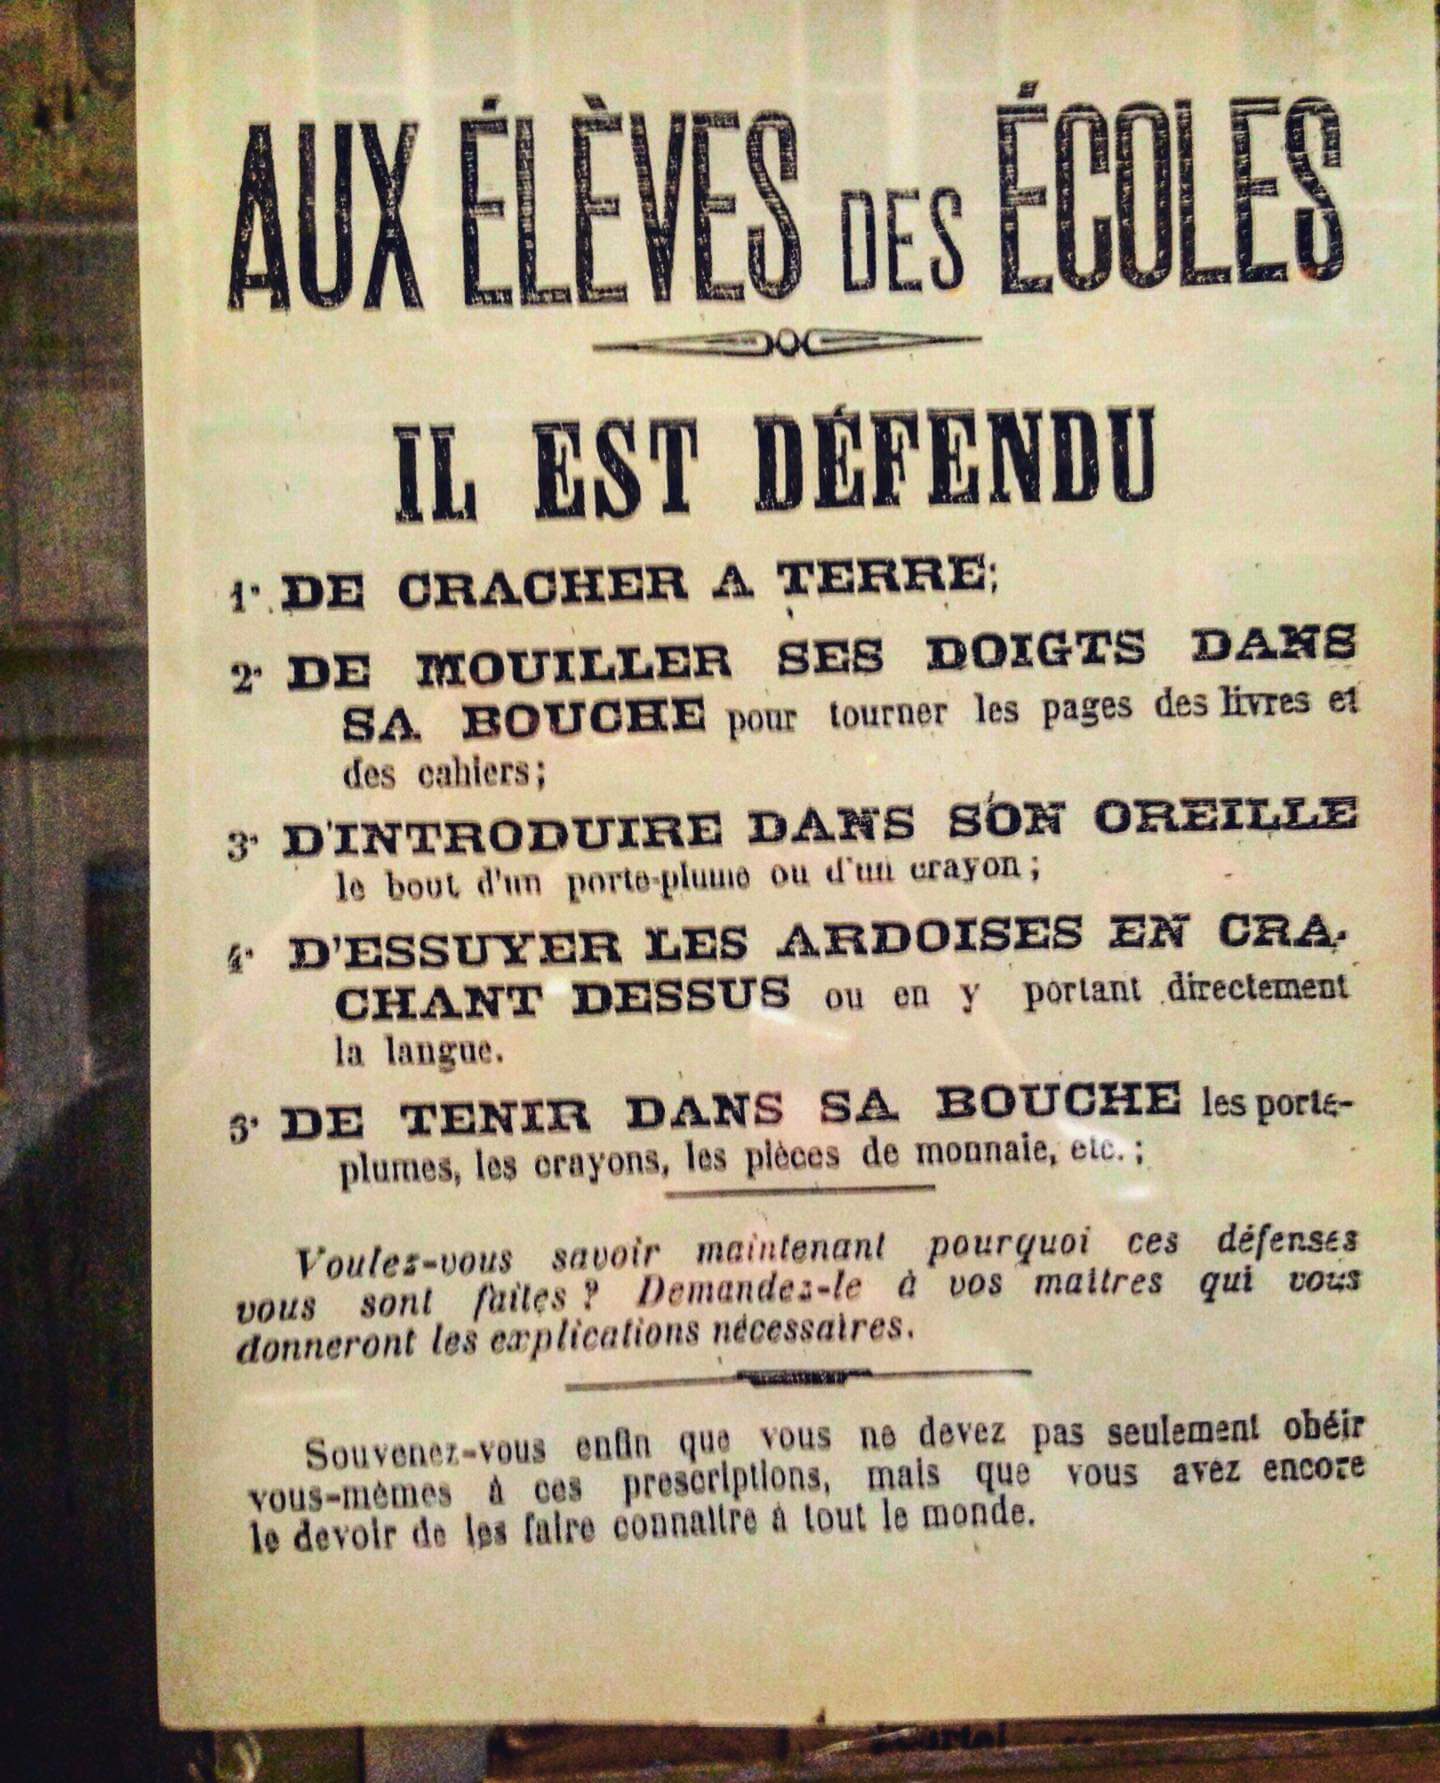 AUX ÉLÈVES DES ÉCOLES
IL EST DÉFENDU
1° DE CRACHER A TERRE;
2° DE MOUILLER SES DOIGTS DANS
SA BOUCHE pour tourner les pages des livres et
des cahiers;
3° D'INTRODUIRE DANS SON OREILLE
le bout d'un porte-plume ou d'un crayon;
4° D'ESSUYER LES ARDOISES EN CRA-
CHANT DESSUS ou en y portant directement
la langue.
5° DE TENIR DANS SA BOUCHE les porte-
plumes, les crayons, les pièces de monnaie, etc.;
Voulez-vous savoir maintenant pourquoi ces défenses
vous sont faites? Demandez-le à vos maîtres qui vous
donneront les explications nécessaires.
Souvenez-vous enfin que vous ne devez pas seulement obéir
vous-mêmes à ces prescriptions, mais que vous avez encore
le devoir de les faire connaître à tout le monde.